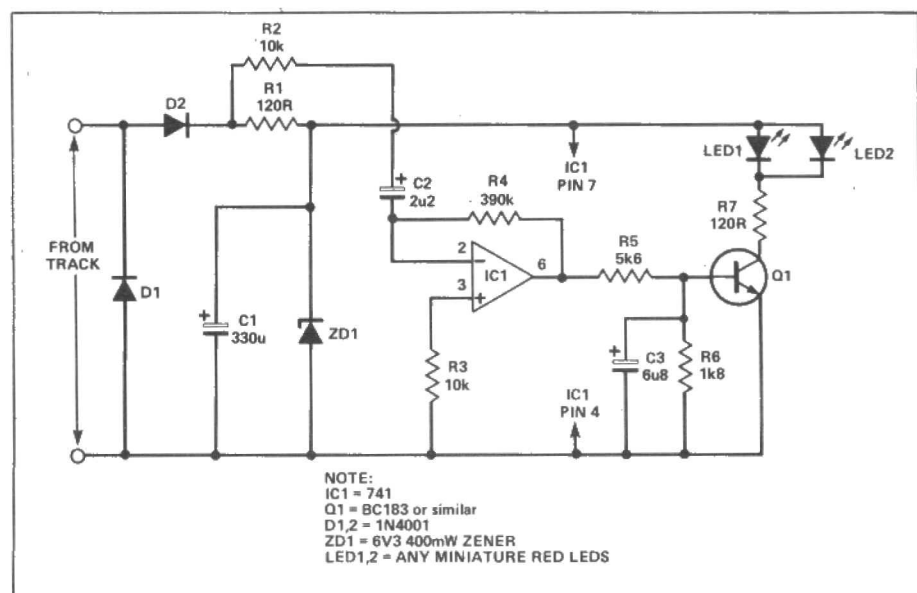 R2
10k
R1
120R
D2
LED1
LED2
IC1
PIN 7
C2
2u2
R4
390k
R7
120R
FROM
TRACK
R5
5k6
2
6
IC1
3
Q1
D1
C1
330u
ZD1
R3
10k
C3
6u8
R6
1k8
IC1
PIN 4
NOTE:
IC1 = 741
Q1 = BC183 or similar
D1,2 = 1N4001
ZD1 = 6V3 400mW ZENER
LED1,2 = ANY MINIATURE RED LEDS